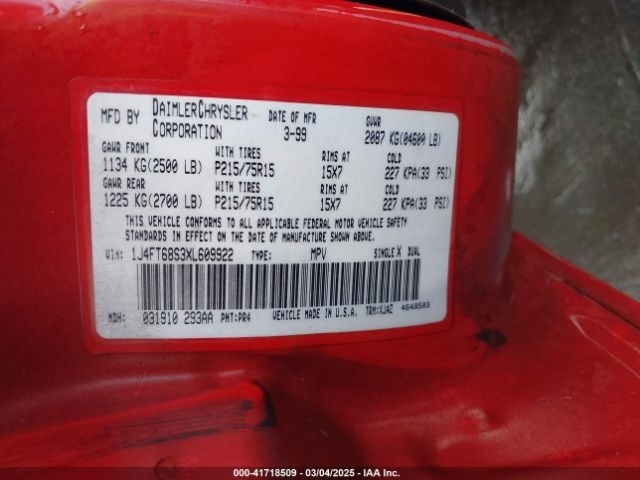 MFD BY DAIMLERCHRYSLER CORPORATION DATE OF MFR 3-99 GVWR 2087 KG(04600 LB)
GAWR FRONT WITH TIRES RIMS AT COLD
1134 KG(2500 LB) P215/75R15 15X7 227 KPA(33 PSI)
GAWR REAR WITH TIRES RIMS AT COLD
1225 KG(2700 LB) P215/75R15 15X7 227 KPA(33 PSI)
THIS VEHICLE CONFORMS TO ALL APPLICABLE FEDERAL MOTOR VEHICLE SAFETY
STANDARDS IN EFFECT ON THE DATE OF MANUFACTURE SHOWN ABOVE.
VIN: 1J4FT68S3XL609922 TYPE: MPV SINGLE X DUAL
MDH: 031910 293AA PNT:PR4 VEHICLE MADE IN U.S.A. TRM:XJAZ 4648503
000-41718509 - 03/04/2025 - IAA Inc.